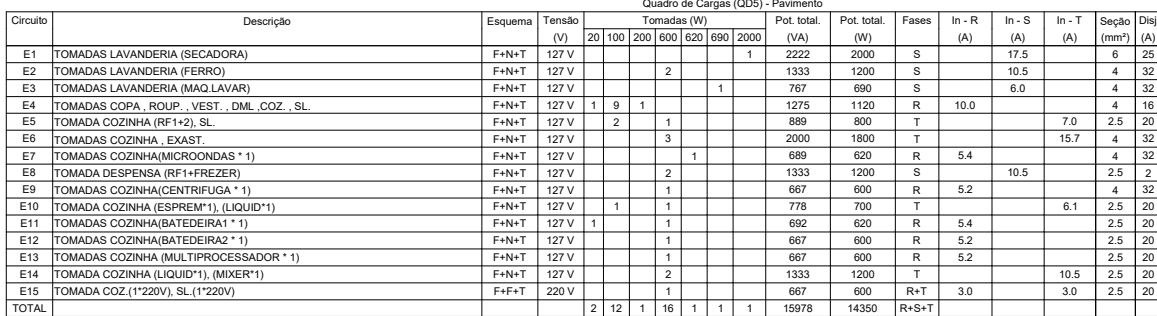 Quadro de Cargas (QD5) - Pavimento
Circuito Descrição Esquema Tensão Tomadas (W) Pot. total. Pot. total. Fases In - R In - S In - T Seção Disj
(V) 20 100 200 600 620 690 2000 (VA) (W) (A) (A) (A) (mm²) (A)
E1 TOMADAS LAVANDERIA (SECADORA) F+N+T 127 V 1 2222 2000 S 17.5 6 25
E2 TOMADAS LAVANDERIA (FERRO) F+N+T 127 V 2 1333 1200 S 10.5 4 32
E3 TOMADAS LAVANDERIA (MAQ.LAVAR) F+N+T 127 V 1 767 690 S 6.0 4 32
E4 TOMADAS COPA , ROUP. , VEST. , DML ,COZ. , SL. F+N+T 127 V 1 9 1 1275 1120 R 10.0 4 16
E5 TOMADA COZINHA (RF1+2), SL. F+N+T 127 V 2 1 889 800 T 7.0 2.5 20
E6 TOMADAS COZINHA , EXAST. F+N+T 127 V 3 2000 1800 T 15.7 4 32
E7 TOMADAS COZINHA(MICROONDAS * 1) F+N+T 127 V 1 689 620 R 5.4 4 32
E8 TOMADA DESPENSA (RF1+FREZER) F+N+T 127 V 2 1333 1200 S 10.5 2.5 2
E9 TOMADAS COZINHA(CENTRIFUGA * 1) F+N+T 127 V 1 667 600 R 5.2 4 32
E10 TOMADA COZINHA (ESPREM*1), (LIQUID*1) F+N+T 127 V 1 1 778 700 T 6.1 2.5 20
E11 TOMADAS COZINHA(BATEDEIRA1 * 1) F+N+T 127 V 1 1 692 620 R 5.4 2.5 20
E12 TOMADAS COZINHA(BATEDEIRA2 * 1) F+N+T 127 V 1 667 600 R 5.2 2.5 20
E13 TOMADAS COZINHA (MULTIPROCESSADOR * 1) F+N+T 127 V 1 667 600 R 5.2 2.5 20
E14 TOMADA COZINHA (LIQUID*1), (MIXER*1) F+N+T 127 V 2 1333 1200 T 10.5 2.5 20
E15 TOMADA COZ.(1*220V), SL.(1*220V) F+F+T 220 V 1 667 600 R+T 3.0 3.0 2.5 20
TOTAL 2 12 1 16 1 1 1 15978 14350 R+S+T